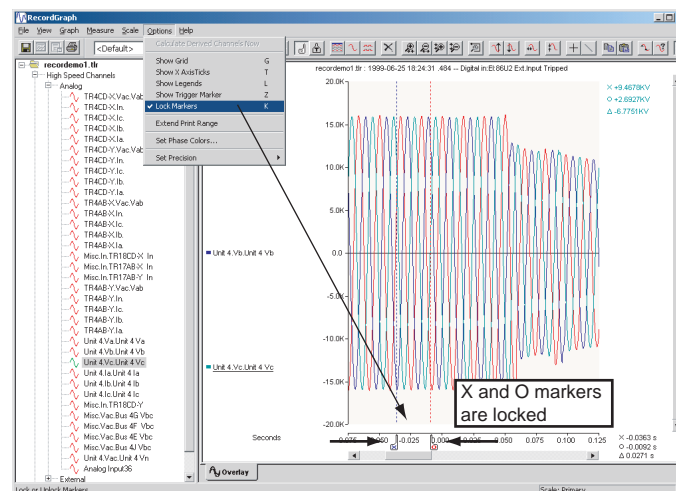 RecordGraph
File View Graph Measure Scale Options Help
<Default>
Calculate Derived Channels Now
Show Grid G
Show X AxisTicks T
Show Legends L
Show Trigger Marker Z
Lock Markers K
Extend Print Range
Set Phase Colors...
Set Precision
recordemo1.tlr
High Speed Channels
Analog
TR4CD-X.Vac.Vab
TR4CD-X.In.
TR4CD-X.Ic.
TR4CD-X.Ib.
TR4CD-X.Ia.
TR4CD-Y.Vac.Vab
TR4CD-Y.In.
TR4CD-Y.Ic.
TR4CD-Y.Ib.
TR4CD-Y.Ia.
TR4AB-X.Vac.Vab
TR4AB-X.In.
TR4AB-X.Ic.
TR4AB-X.Ib.
TR4AB-X.Ia.
Misc.In.TR18CD-X In
Misc.In.TR17AB-X In
Misc.In.TR17AB-Y In
TR4AB-Y.Vac.Vab
TR4AB-Y.In.
TR4AB-Y.Ic.
TR4AB-Y.Ib.
TR4AB-Y.Ia.
Unit 4.Va.Unit 4 Va
Unit 4.Vb.Unit 4 Vb
Unit 4.Vc.Unit 4 Vc
Unit 4.Ia.Unit 4 Ia
Unit 4.Ib.Unit 4 Ib
Unit 4.Ic.Unit 4 Ic
Misc.In.TR18CD-Y
Misc.Vac.Bus 4G Vbc
Misc.Vac.Bus 4F Vbc
Misc.Vac.Bus 4E Vbc
Misc.Vac.Bus 4J Vbc
Unit 4.Vac.Unit 4 Vn
Analog Input36
External
recordemo1.tlr : 1999-06-25 18:24:31 .484 -- Digital in:El.86U2 Ext.Input Tripped
× +9.4678KV
○ +2.6927KV
Δ -6.7751KV
20.0K
15.0K
10.0K
5.0K
0.0
-5.0K
-10.0K
-15.0K
-20.0K
Unit 4.Vb.Unit 4 Vb
Unit 4.Vc.Unit 4 Vc
X and O markers
are locked
Seconds
-0.025 0.000 0.050 0.075 0.100 0.125
X O
× -0.0363 s
○ -0.0092 s
Δ 0.0271 s
Overlay
Lock or Unlock Markers
Scale: Primary